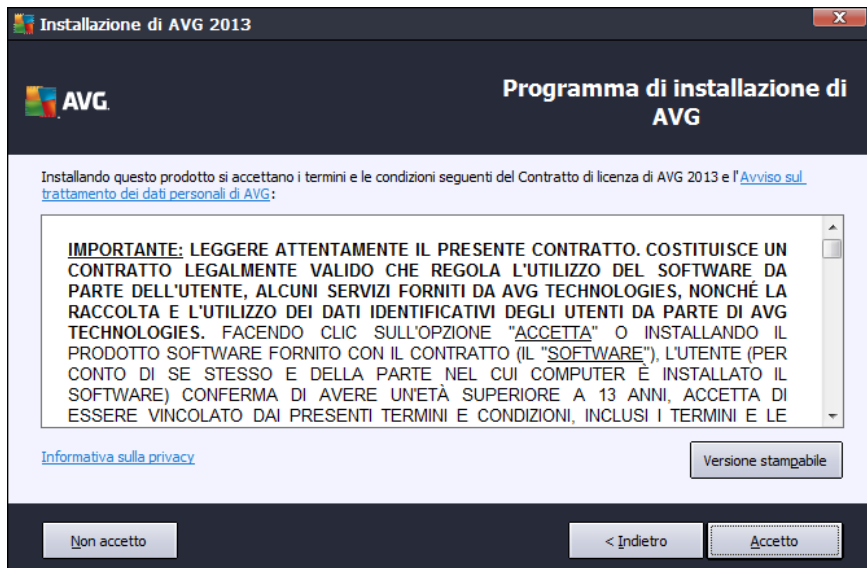 Installazione di AVG 2013
AVG.
Programma di installazione di
AVG
Installando questo prodotto si accettano i termini e le condizioni seguenti del Contratto di licenza di AVG 2013 e l'Avviso sul
trattamento dei dati personali di AVG:
IMPORTANTE: LEGGERE ATTENTAMENTE IL PRESENTE CONTRATTO. COSTITUISCE UN
CONTRATTO LEGALMENTE VALIDO CHE REGOLA L'UTILIZZO DEL SOFTWARE DA
PARTE DELL'UTENTE, ALCUNI SERVIZI FORNITI DA AVG TECHNOLOGIES, NONCHÉ LA
RACCOLTA E L'UTILIZZO DEI DATI IDENTIFICATIVI DEGLI UTENTI DA PARTE DI AVG
TECHNOLOGIES. FACENDO CLIC SULL'OPZIONE "ACCETTA" O INSTALLANDO IL
PRODOTTO SOFTWARE FORNITO CON IL CONTRATTO (IL "SOFTWARE"), L'UTENTE (PER
CONTO DI SE STESSO E DELLA PARTE NEL CUI COMPUTER È INSTALLATO IL
SOFTWARE) CONFERMA DI AVERE UN'ETÀ SUPERIORE A 13 ANNI, ACCETTA DI
ESSERE VINCOLATO DAI PRESENTI TERMINI E CONDIZIONI, INCLUSI I TERMINI E LE
Informativa sulla privacy
Versione stampabile
Non accetto
< Indietro
Accetto